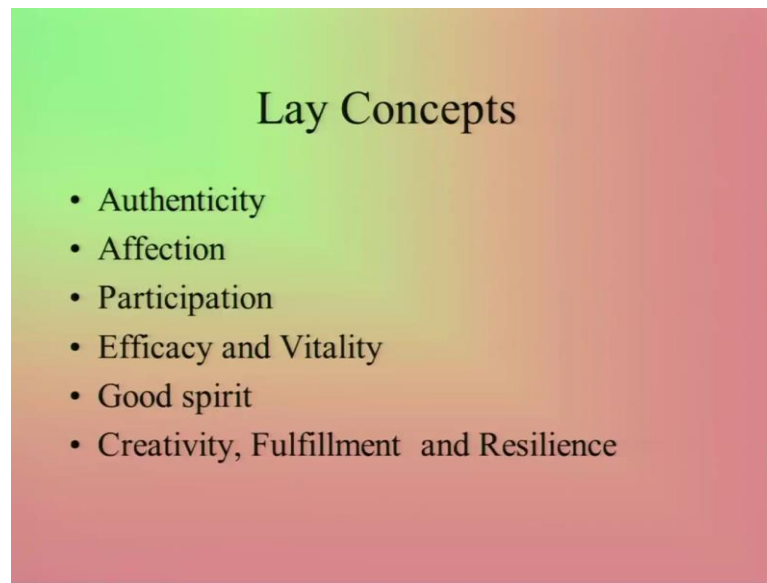 Lay Concepts
• Authenticity
• Affection
• Participation
• Efficacy and Vitality
• Good spirit
• Creativity, Fulfillment  and Resilience